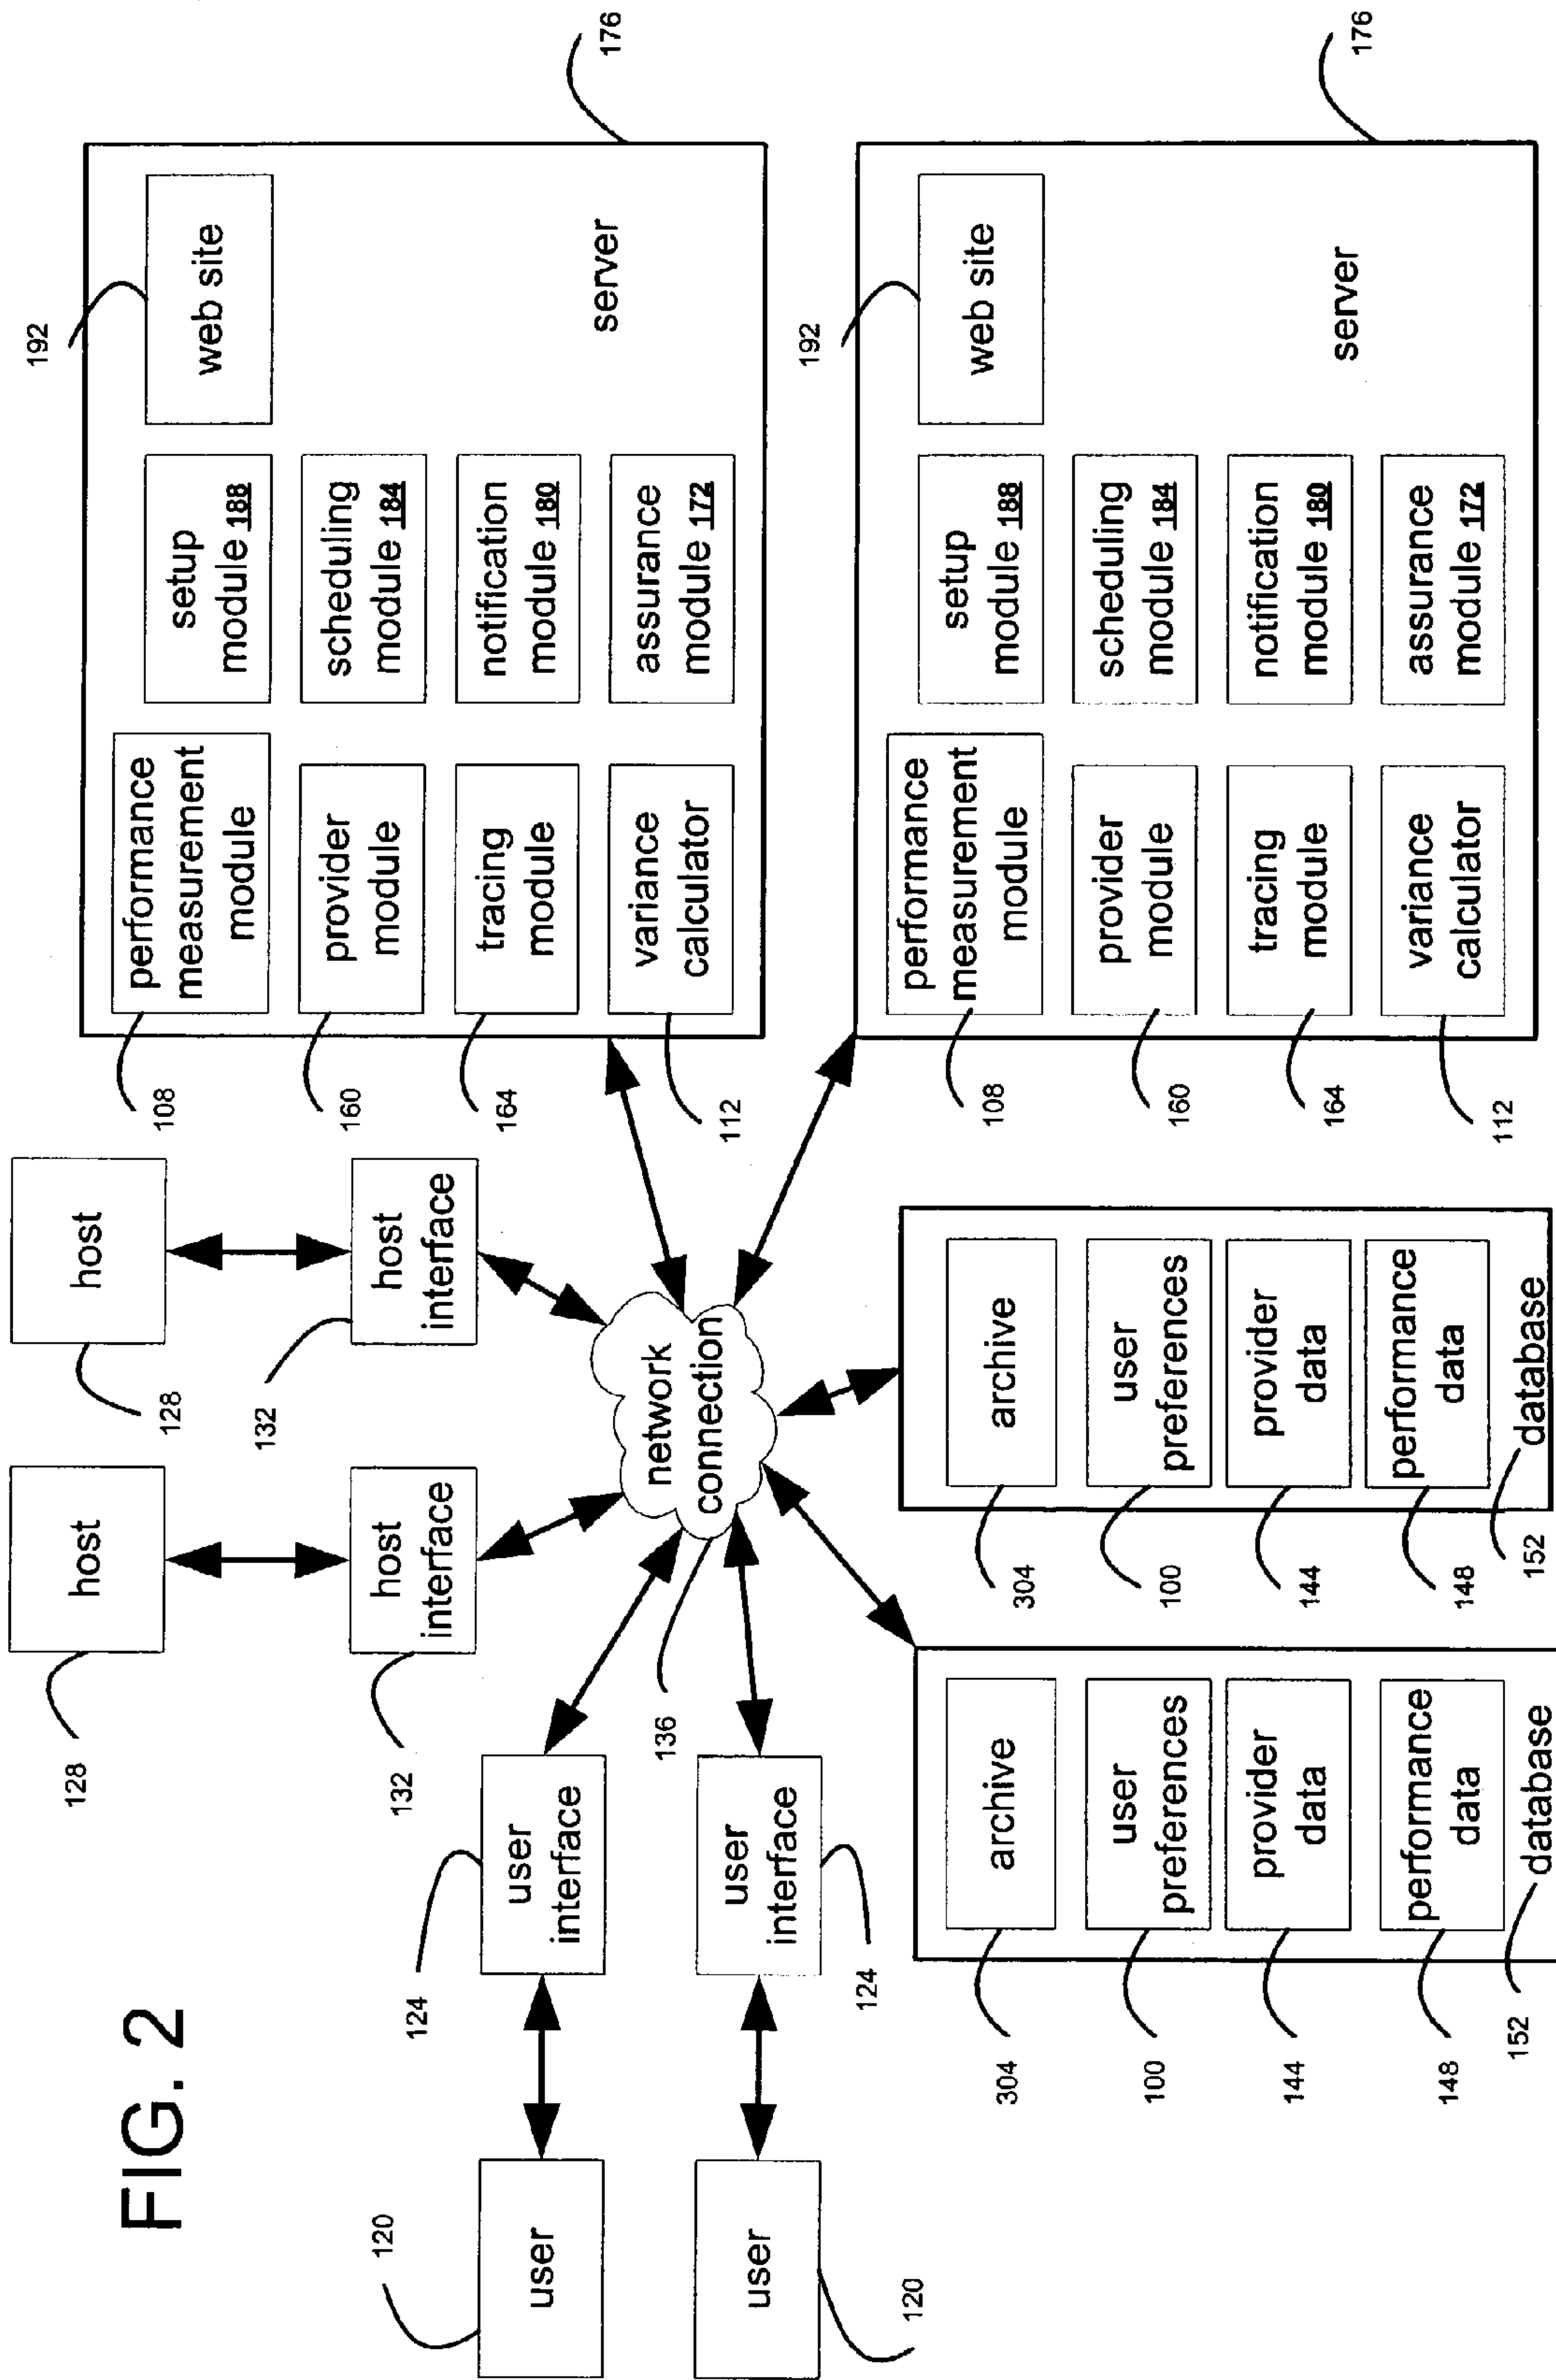 FIG. 2
120
user
120
user
124
user
interface
124
user
interface
128
host
128
host
132
host
interface
132
host
interface
136
network
connection
304
archive
100
user
preferences
144
provider
data
148
performance
data
152
database
304
archive
100
user
preferences
144
provider
data
148
performance
data
152
database
108
performance
measurement
module
160
provider
module
164
tracing
module
112
variance
calculator
setup
module 188
scheduling
module 184
notification
module 180
assurance
module 172
192
web site
server
176
108
performance
measurement
module
160
provider
module
164
tracing
module
112
variance
calculator
setup
module 188
scheduling
module 184
notification
module 180
assurance
module 172
192
web site
server
176